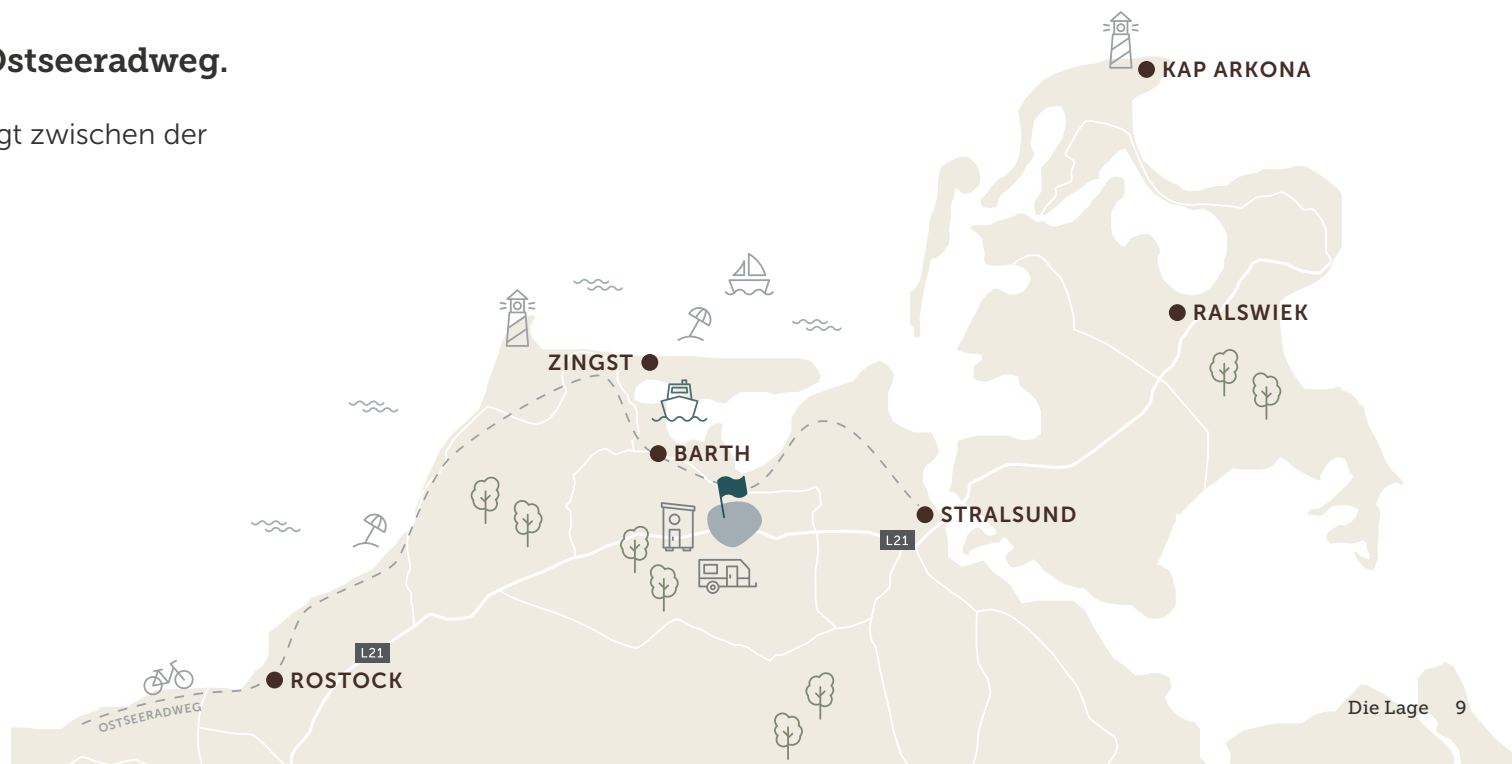 Ostseeradweg.
gt zwischen der
KAP ARKONA
RALSWIEK
ZINGST
BARTH
STRALSUND
L21
L21
ROSTOCK
OSTSEERADWEG
Die Lage 9